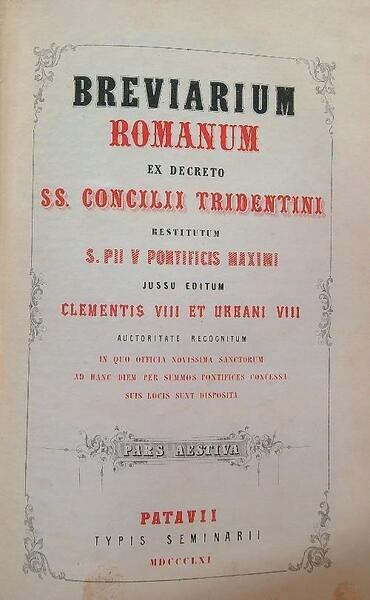 BREVIARIUM
ROMANUM
EX DECRETO
SS. CONCILII TRIDENTINI
RESTITUTUM
S. PII V PONTIFICIS MAXIMI
JUSSU EDITUM
CLEMENTIS VIII ET URBANI VIII
AUCTORITATE RECOGNITUM
IN QUO OFFICIA NOVISSIMA SANCTORUM
AD HANC DIEM PER SUMMOS PONTIFICES CONCESSA
SUIS LOCIS SUNT DISPOSITA
PARS AESTIVA
PATAVII
TYPIS SEMINARII
MDCCCLXI